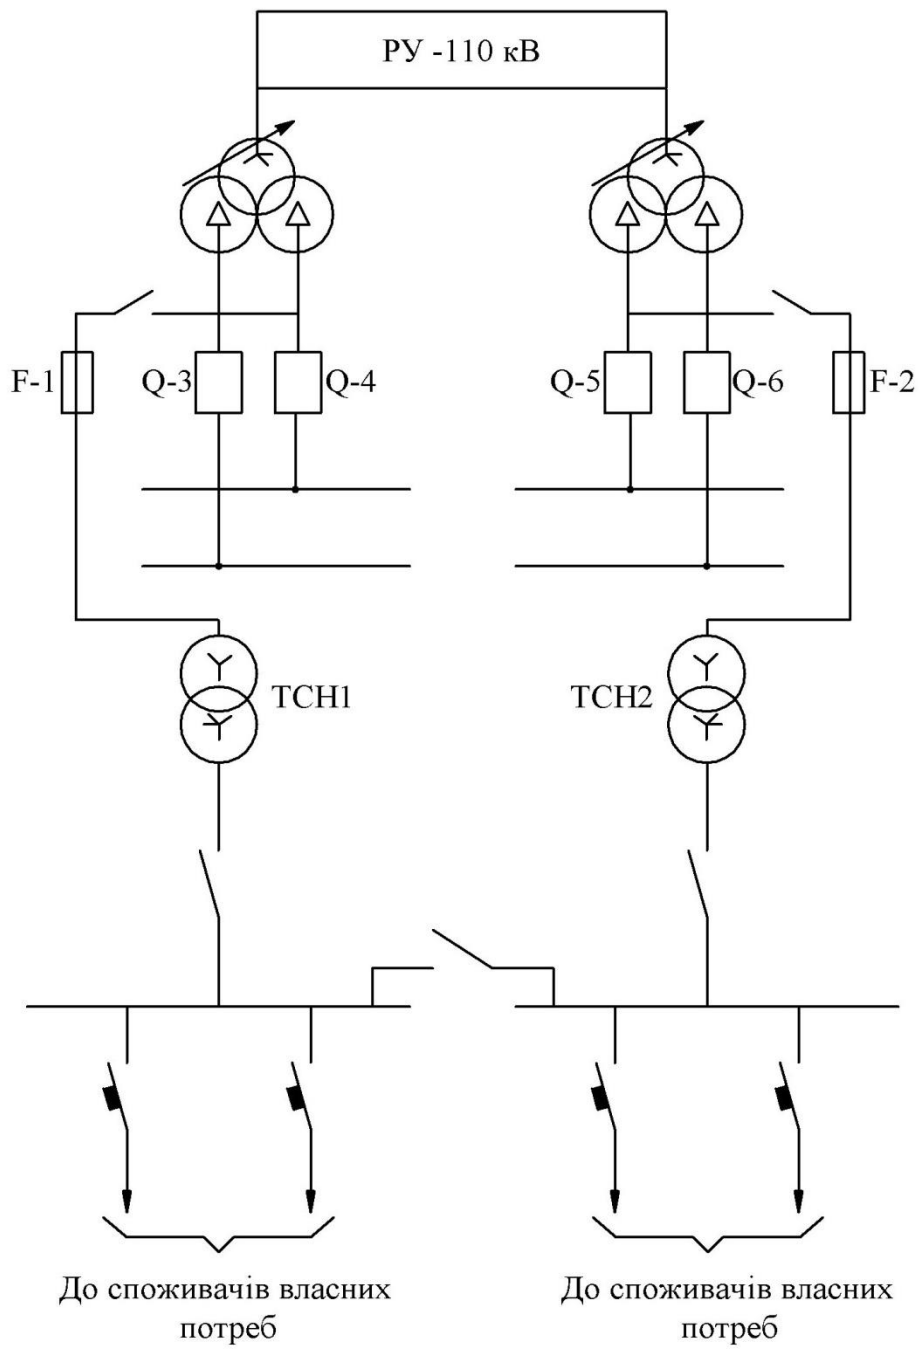 РУ -110 кВ
F-1
Q-3
Q-4
Q-5
Q-6
F-2
ТСН1
ТСН2
До споживачів власних
потреб
До споживачів власних
потреб